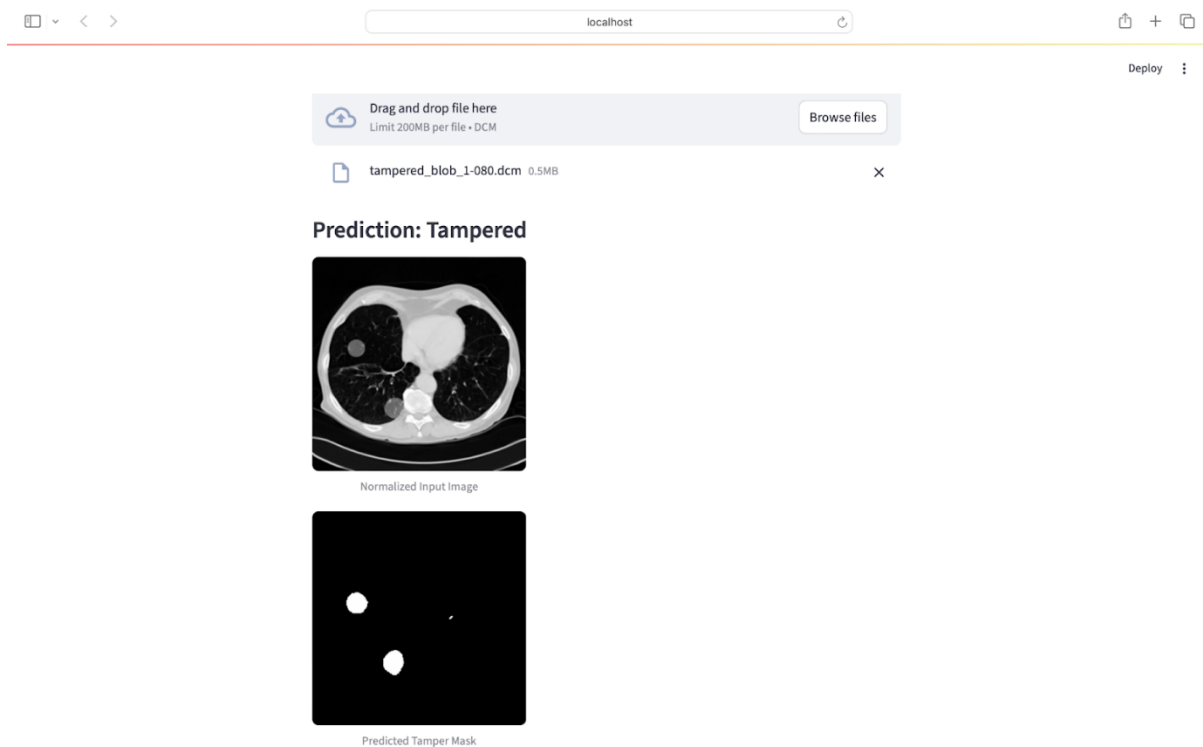 localhost
Deploy
Drag and drop file here
Limit 200MB per file • DCM
Browse files
tampered_blob_1-080.dcm 0.5MB
Prediction: Tampered
Normalized Input Image
Predicted Tamper Mask